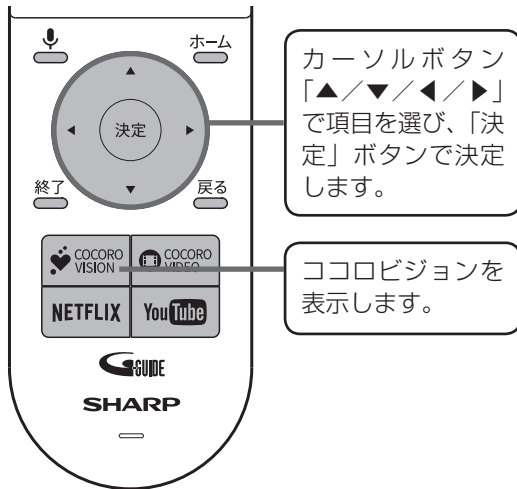 ホーム
▲
◀ 決定 ▶
▼
終了
戻る
COCORO
VISION
COCORO
VIDEO
NETFLIX
YouTube
G-GUIDE
SHARP
カーソルボタン
「▲／▼／◀／▶」
で項目を選び、「決
定」ボタンで決定
します。
ココロビジョンを
表示します。